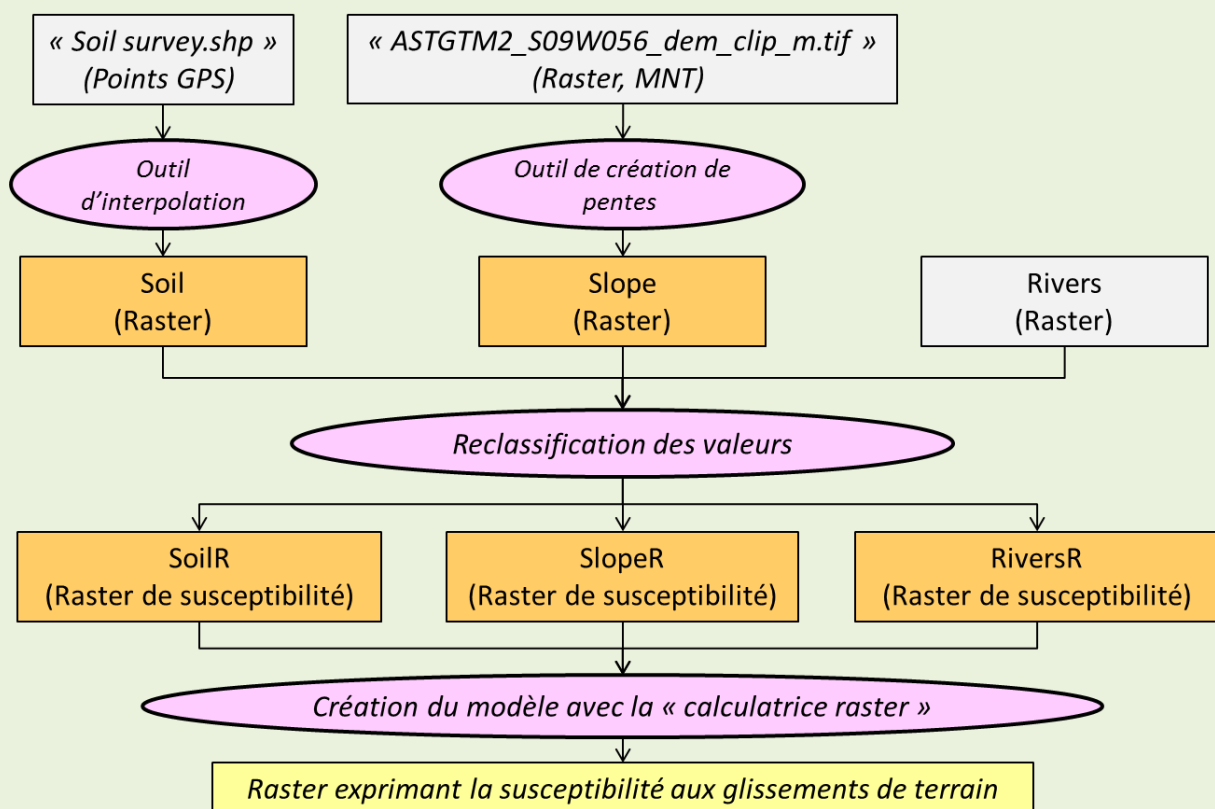 « Soil survey.shp »
(Points GPS)
« ASTGTM2_S09W056_dem_clip_m.tif »
(Raster, MNT)
Outil
d’interpolation
Outil de création de
pentes
Soil
(Raster)
Slope
(Raster)
Rivers
(Raster)
Reclassification des valeurs
SoilR
(Raster de susceptibilité)
SlopeR
(Raster de susceptibilité)
RiversR
(Raster de susceptibilité)
Création du modèle avec la « calculatrice raster »
Raster exprimant la susceptibilité aux glissements de terrain